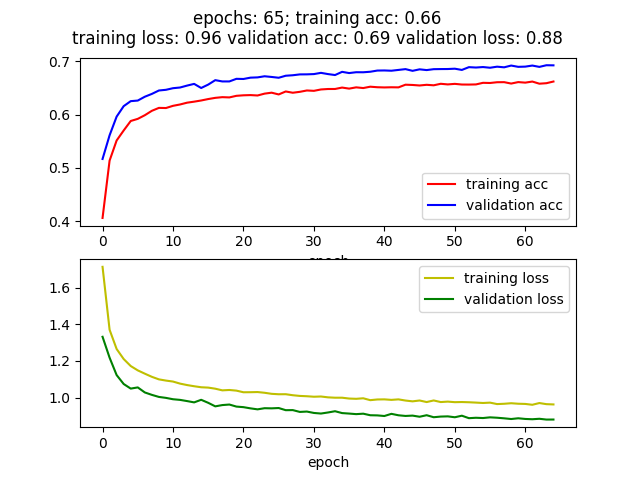 epochs: 65; training acc: 0.66
training loss: 0.96 validation acc: 0.69 validation loss: 0.88
0.7
0.6
0.5
0.4
training acc
validation acc
0 10 20 30 40 50 60
epoch
1.6
1.4
1.2
1.0
training loss
validation loss
0 10 20 30 40 50 60
epoch